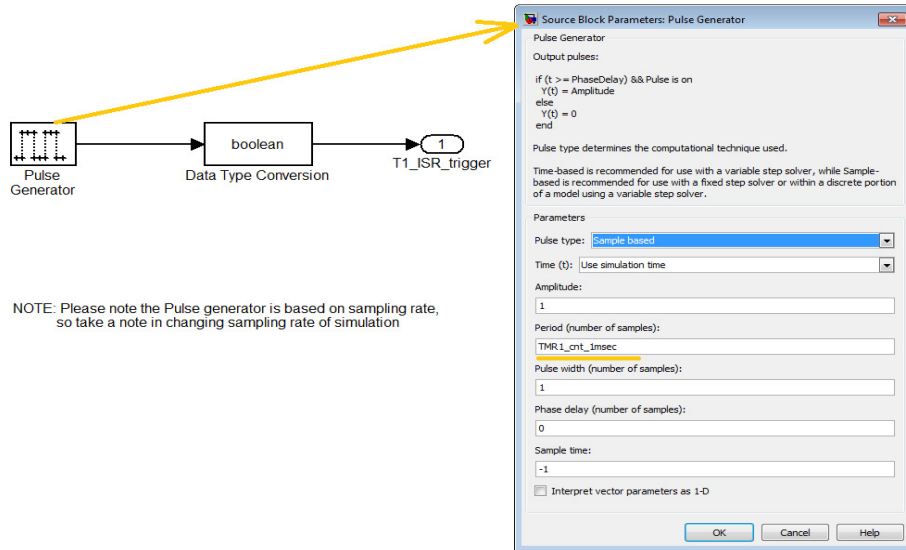 boolean
1
Pulse
Generator
Data Type Conversion
T1_ISR_trigger
NOTE: Please note the Pulse generator is based on sampling rate,
so take a note in changing sampling rate of simulation
Source Block Parameters: Pulse Generator
Pulse Generator
Output pulses:
if (t >= PhaseDelay) && Pulse is on
Y(t) = Amplitude
else
Y(t) = 0
end
Pulse type determines the computational technique used.
Time-based is recommended for use with a variable step solver, while Sample-
based is recommended for use with a fixed step solver or within a discrete portion
of a model using a variable step solver.
Parameters
Pulse type: Sample based
Time (t): Use simulation time
Amplitude:
1
Period (number of samples):
TMR1_cnt_1msec
Pulse width (number of samples):
1
Phase delay (number of samples):
0
Sample time:
-1
Interpret vector parameters as 1-D
OK Cancel Help